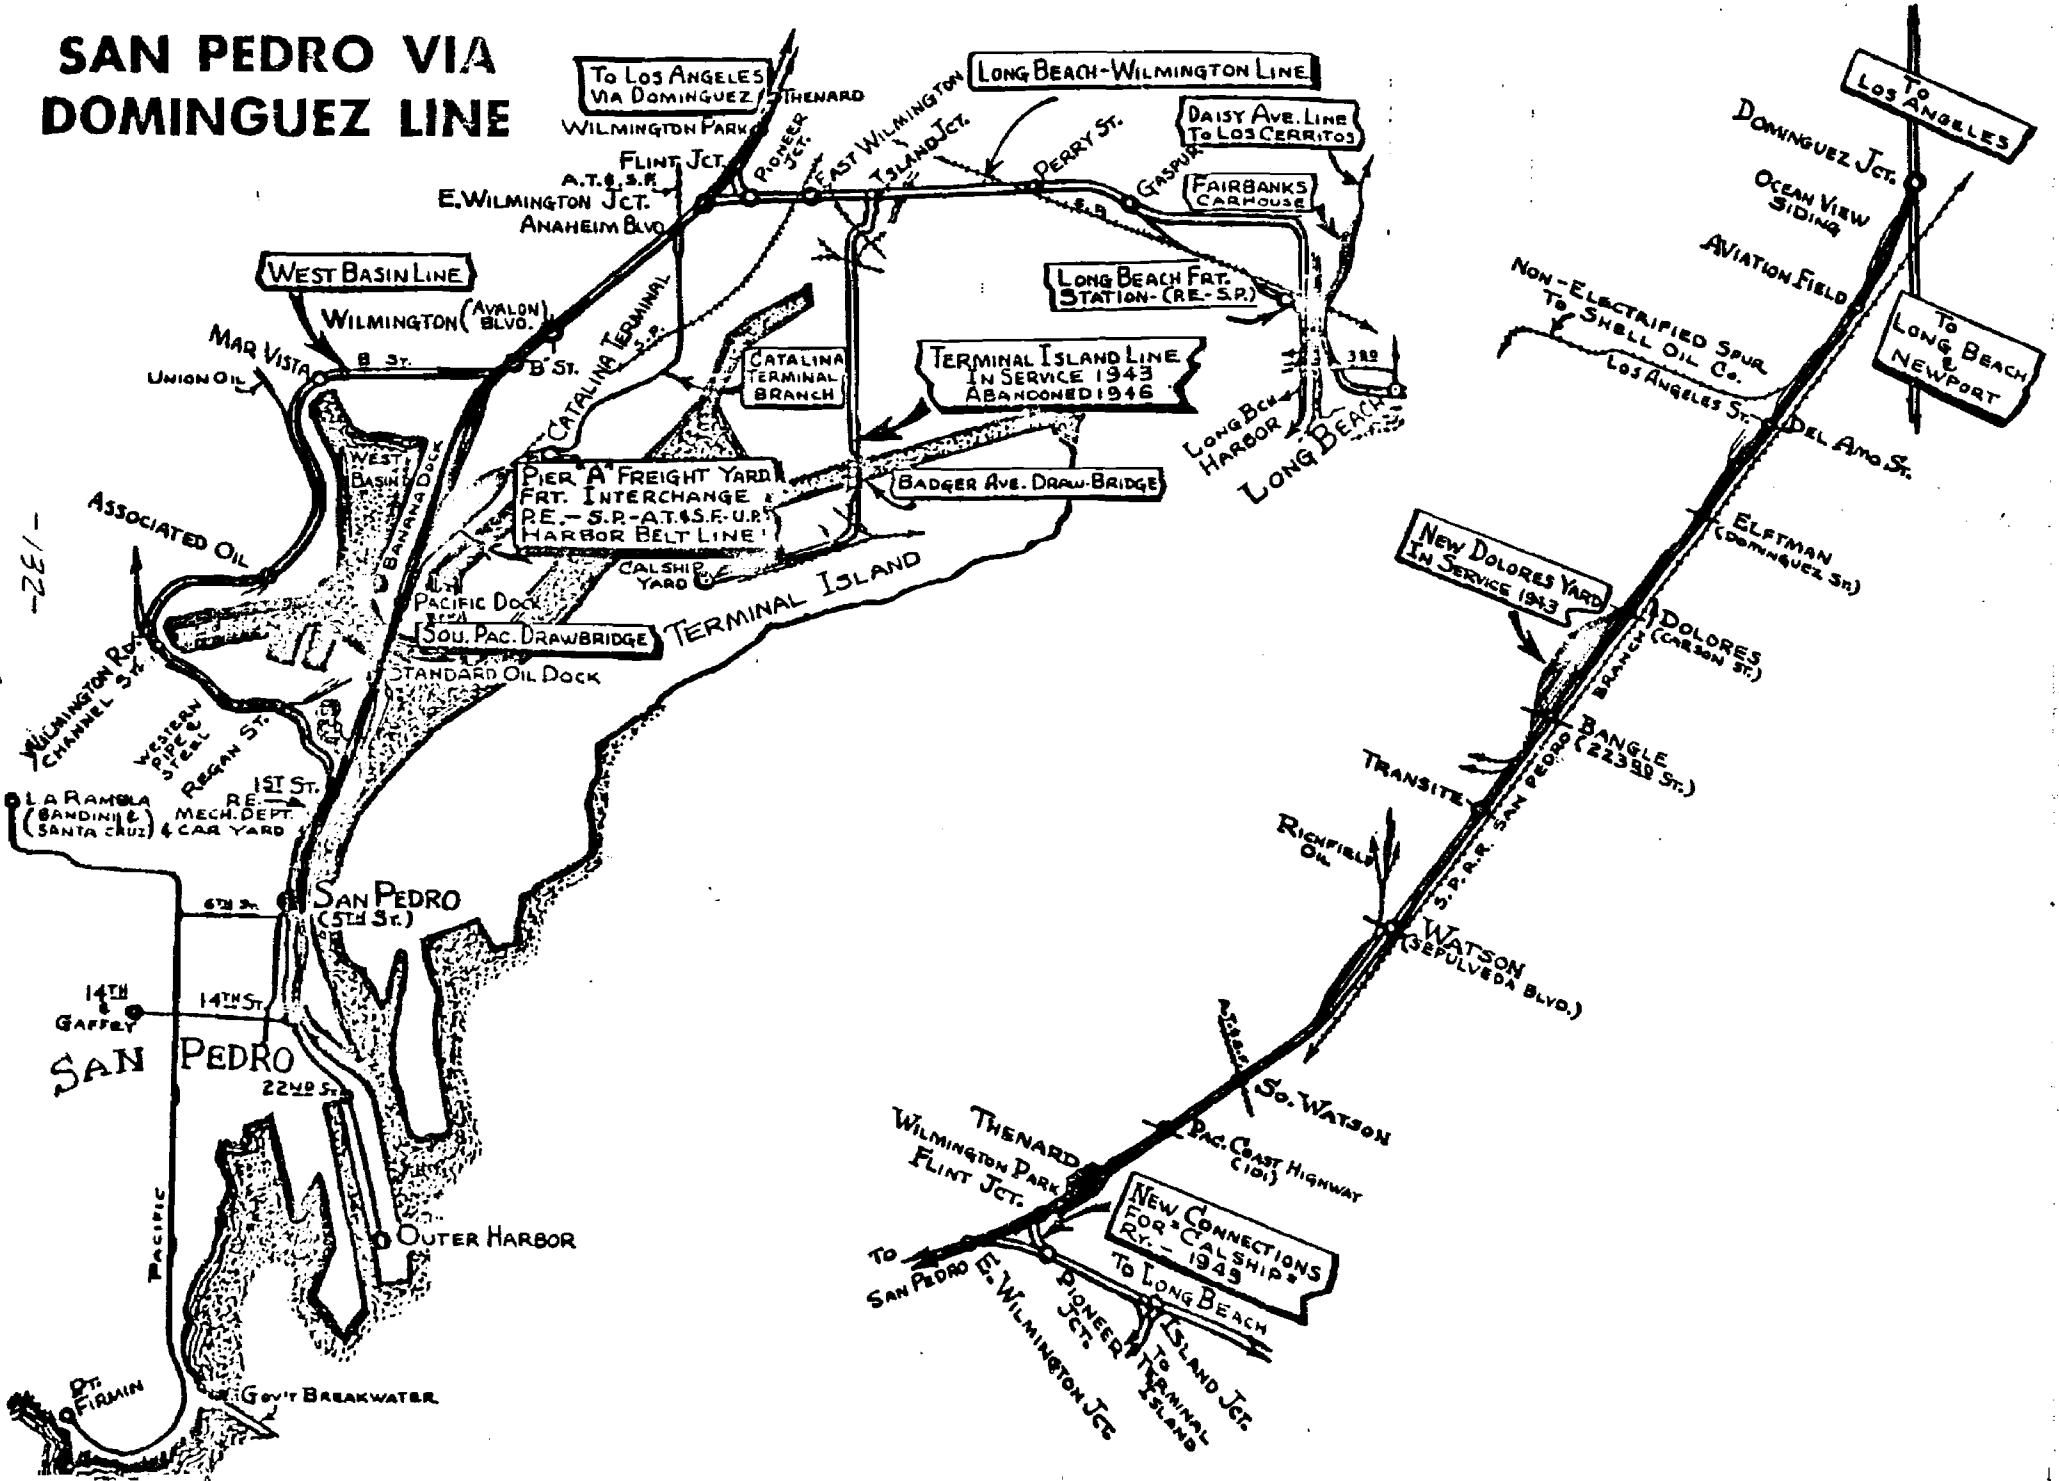 SAN PEDRO VIA
DOMINGUEZ LINE
TO LOS ANGELES
VIA DOMINGUEZ
THENARD
WILMINGTON PARK
PIONEER
JCT.
FLINT JCT.
A.T.& S.F.
E. WILMINGTON JCT.
ANAHEIM BLVD
EAST WILMINGTON
ISLAND JCT.
LONG BEACH-WILMINGTON LINE
PERRY ST.
GASPUR
S.P.
DAISY AVE. LINE
TO LOS CERRITOS
FAIRBANKS
CARHOUSE
LONG BEACH FRT.
STATION-(P.E.-S.P.)
3RD
LONG BCH
HARBOR
LONG BEACH
WEST BASIN LINE
WILMINGTON (AVALON
BLVD.)
MAR VISTA
B ST.
UNION OIL
"B" ST.
CATALINA TERMINAL
S.P.
CATALINA
TERMINAL
BRANCH
TERMINAL ISLAND LINE
IN SERVICE 1943
ABANDONED 1946
WEST
BASIN
BANANA DOCK
PIER "A" FREIGHT YARD
FRT. INTERCHANGE
P.E.-S.P.-A.T.&S.F.-U.P.
HARBOR BELT LINE
BADGER AVE. DRAW-BRIDGE
ASSOCIATED OIL
CALSHIP
YARD
TERMINAL ISLAND
PACIFIC DOCK
SOU. PAC. DRAWBRIDGE
STANDARD OIL DOCK
WILMINGTON RD.
CHANNEL ST.
WESTERN
PIPE &
STEEL
REGAN ST.
1ST ST.
P.E.
MECH. DEPT.
& CAR YARD
LA RAMBLA
(BANDINI &
SANTA CRUZ)
6TH ST.
SAN PEDRO
(5TH ST.)
14TH
&
GAFFEY
14TH ST.
SAN PEDRO
22ND ST.
PACIFIC
OUTER HARBOR
PT.
FIRMIN
GOV'T BREAKWATER
-132-
TO
LOS ANGELES
DOMINGUEZ JCT.
OCEAN VIEW
SIDING
AVIATION FIELD
TO
LONG BEACH
&
NEWPORT
NON-ELECTRIFIED SPUR
TO SHELL OIL CO.
LOS ANGELES ST.
DEL AMO ST.
ELFTMAN
(DOMINGUEZ ST.)
NEW DOLORES YARD
IN SERVICE 1943
DOLORES
(CARSON ST.)
BANGLE
(223RD ST.)
TRANSITE
S.P.R.R. SAN PEDRO BRANCH
RICHFIELD
OIL
WATSON
(SEPULVEDA BLVD.)
A.T.&S.F.
SO. WATSON
PAC. COAST HIGHWAY
(101)
THENARD
WILMINGTON PARK
FLINT JCT.
NEW CONNECTIONS
FOR "CALSHIP"
RY. - 1943
TO
SAN PEDRO
E. WILMINGTON JCT.
PIONEER
JCT.
TO LONG BEACH
ISLAND JCT.
TO
TERMINAL
ISLAND